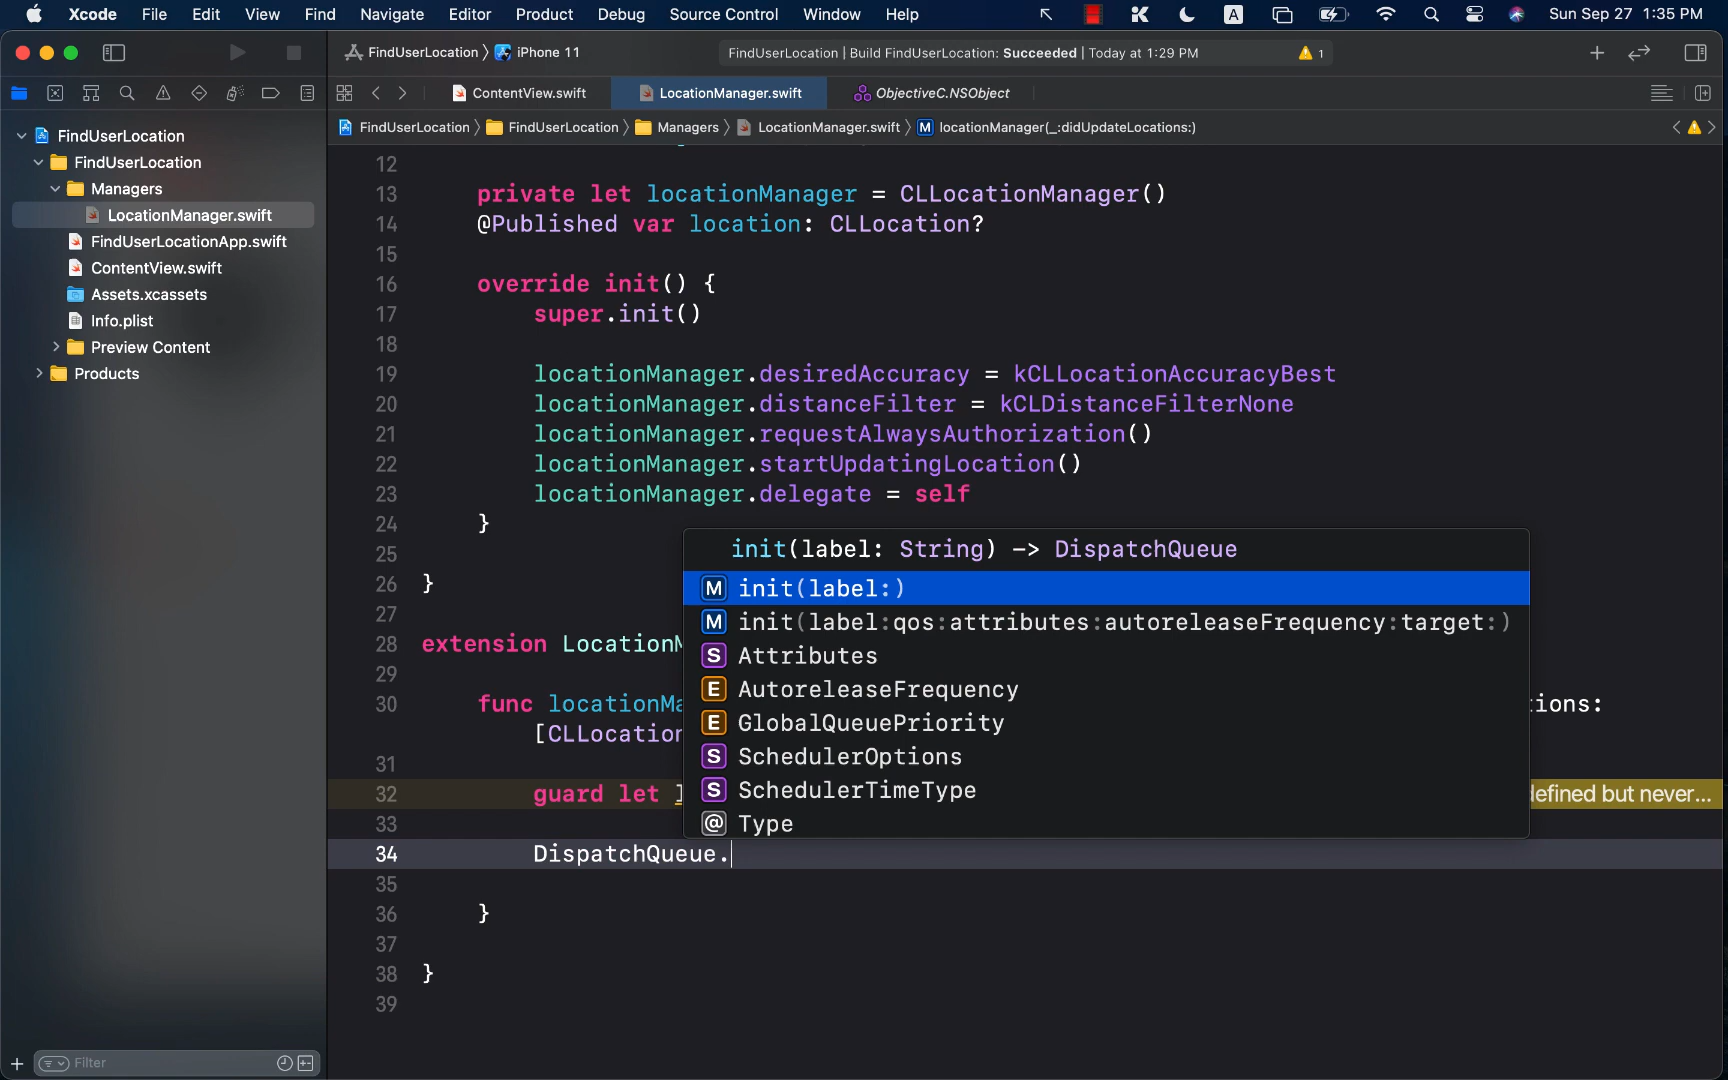 Xcode File Edit View Find Navigate Editor Product Debug Source Control Window Help A Sun Sep 27 1:35 PM
FindUserLocation 〉 iPhone 11
FindUserLocation | Build FindUserLocation: Succeeded | Today at 1:29 PM 1
ContentView.swift LocationManager.swift ObjectiveC.NSObject
FindUserLocation 〉 FindUserLocation 〉 Managers 〉 LocationManager.swift 〉 M locationManager(_:didUpdateLocations:)
FindUserLocation
FindUserLocation
Managers
LocationManager.swift
FindUserLocationApp.swift
ContentView.swift
Assets.xcassets
Info.plist
Preview Content
Products
Filter
12
13 private let locationManager = CLLocationManager()
14 @Published var location: CLLocation?
15
16 override init() {
17 super.init()
18
19 locationManager.desiredAccuracy = kCLLocationAccuracyBest
20 locationManager.distanceFilter = kCLDistanceFilterNone
21 locationManager.requestAlwaysAuthorization()
22 locationManager.startUpdatingLocation()
23 locationManager.delegate = self
24 }
25
26 }
27
28 extension
29
30 func ions:
31
32 guard let never...
33
34 DispatchQueue.
35
36 }
37
38 }
39
init(label: String) -> DispatchQueue
M init(label:)
M init(label:qos:attributes:autoreleaseFrequency:target:)
S Attributes
E AutoreleaseFrequency
E GlobalQueuePriority
S SchedulerOptions
S SchedulerTimeType
@ Type